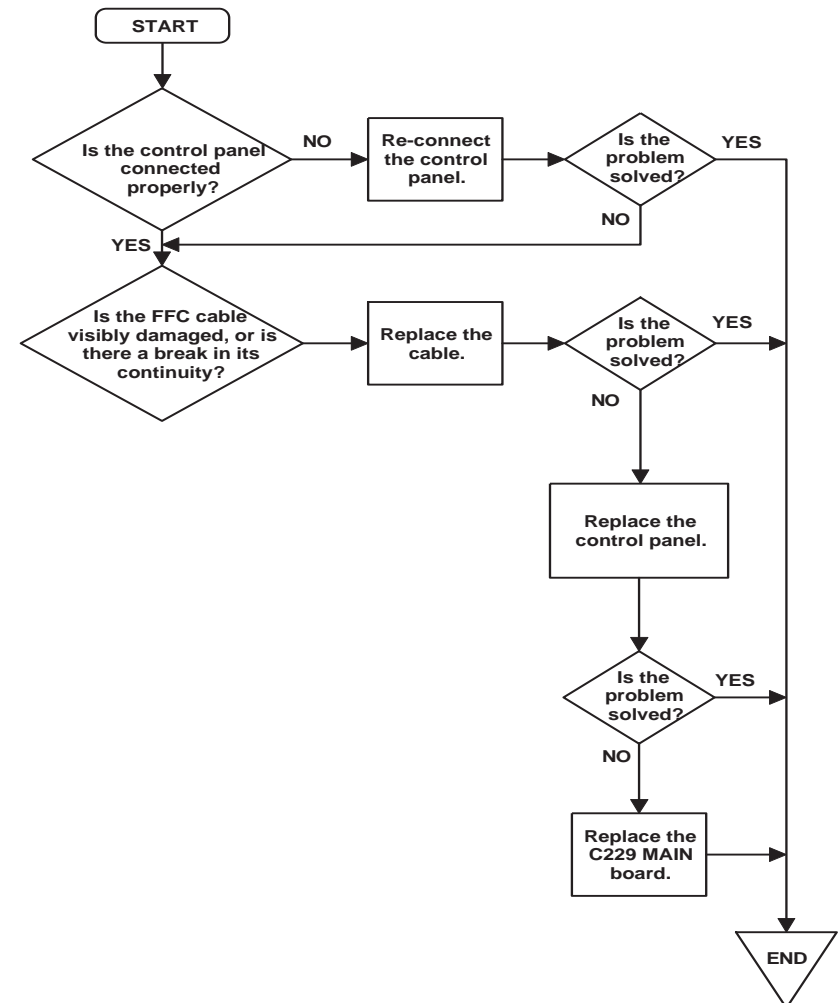 START
Is the control panel
connected
properly?
NO
Re-connect
the control
panel.
Is the
problem
solved?
YES
NO
YES
Is the FFC cable
visibly damaged, or is
there a break in its
continuity?
Replace the
cable.
Is the
problem
solved?
YES
NO
Replace the
control panel.
Is the
problem
solved?
YES
NO
Replace the
C229 MAIN
board.
END